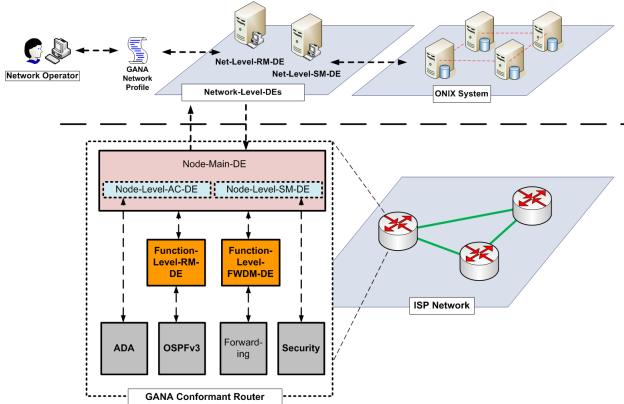 Network Operator
GANA
Network
Profile
Net-Level-RM-DE
Net-Level-SM-DE
Network-Level-DEs
ONIX System
Node-Main-DE
Node-Level-AC-DE
Node-Level-SM-DE
Function-
Level-RM-
DE
Function-
Level-
FWDM-DE
ADA
OSPFv3
Forward-
ing
Security
GANA Conformant Router
ISP Network